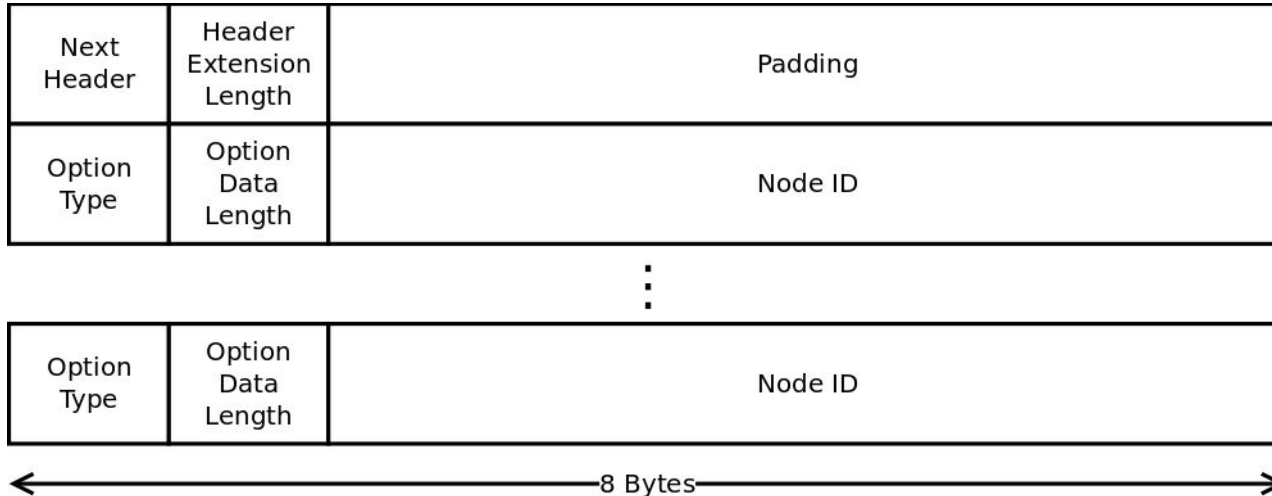 Next
Header
Header
Extension
Length
Padding
Option
Type
Option
Data
Length
Node ID
Option
Type
Option
Data
Length
Node ID
8 Bytes